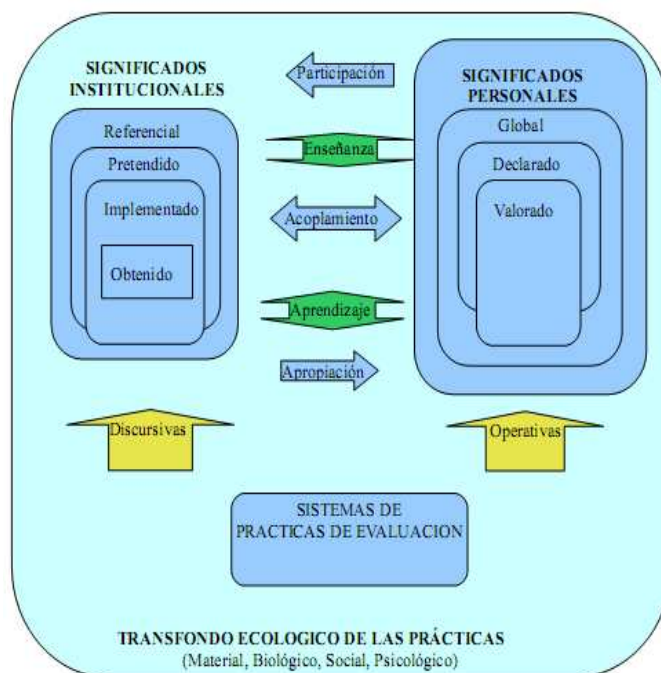 SIGNIFICADOS
INSTITUCIONALES
Referencial
Pretendido
Implementado
Obtenido
Participación
Enseñanza
Acoplamiento
Aprendizaje
Apropiación
SIGNIFICADOS
PERSONALES
Global
Declarado
Valorado
Discursivas
Operativas
SISTEMAS DE
PRACTICAS DE EVALUACION
TRANSFONDO ECOLOGICO DE LAS PRÁCTICAS
(Material, Biológico, Social, Psicológico)